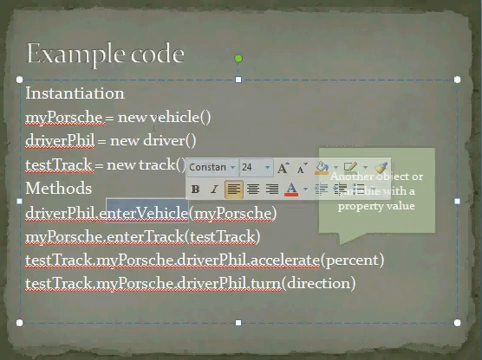 Example code
Instantiation
myPorsche = new vehicle()
driverPhil = new driver()
testTrack = new track()
Constan 24 A A
B I A
Another object or
variable with a
property value
Methods
driverPhil.enterVehicle(myPorsche)
myPorsche.enterTrack(testTrack)
testTrack.myPorsche.driverPhil.accelerate(percent)
testTrack.myPorsche.driverPhil.turn(direction)